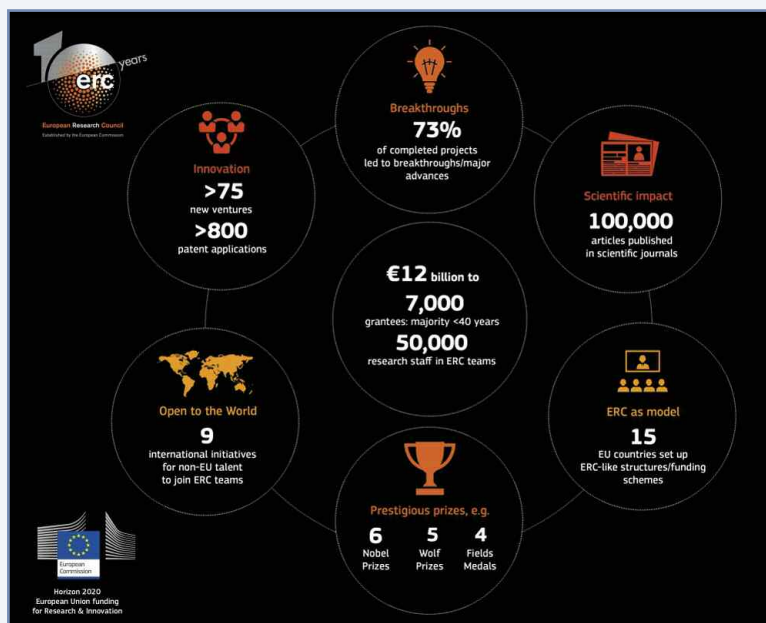 10 years
erc
European Research Council
Established by the European Commission
Breakthroughs
73%
of completed projects
led to breakthroughs/major
advances
Innovation
>75
new ventures
>800
patent applications
Scientific impact
100,000
articles published
in scientific journals
€12 billion to
7,000
grantees: majority <40 years
50,000
research staff in ERC teams
Open to the World
9
international initiatives
for non-EU talent
to join ERC teams
ERC as model
15
EU countries set up
ERC-like structures/funding
schemes
Prestigious prizes, e.g.
6 5 4
Nobel Wolf Fields
Prizes Prizes Medals
European
Commission
Horizon 2020
European Union funding
for Research & Innovation